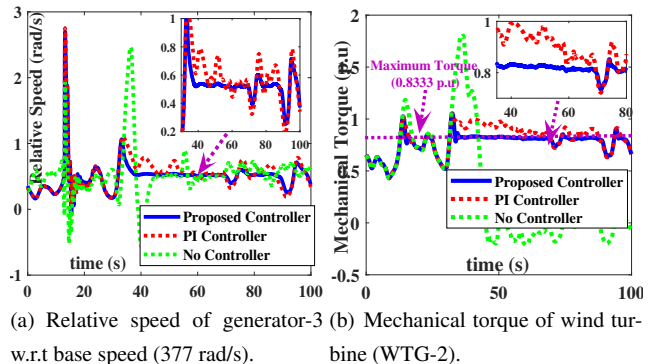 (a)
Relative Speed (rad/s)
3
2
1
0
-1
0
20
40
60
80
100
time (s)
1
0.8
0.6
0.4
0.2
40
60
80
100
Proposed Controller
PI Controller
No Controller
b
Mechanical Torque (p.u)
2
1.5
1
0.5
0
-0.5
0
50
100
time (s)
1
0.8
40
60
80
Maximum Torque
(0.8333 p.u)
Proposed Controller
PI Controller
No Controller
(a) Relative speed of generator-3
w.r.t base speed (377 rad/s).
(b) Mechanical torque of wind tur-
bine (WTG-2).